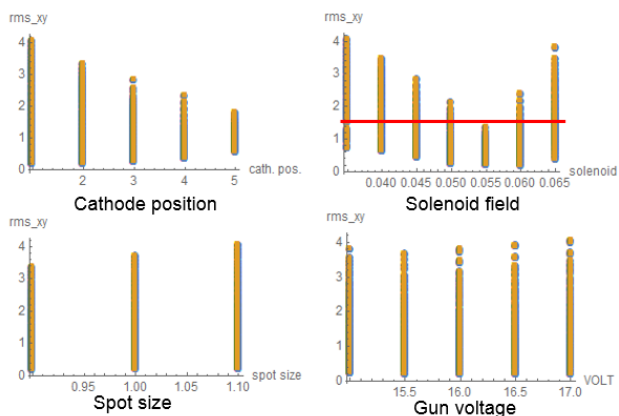 rms_xy
4
3
2
1
0
2 3 4 5 cath. pos.
Cathode position
rms_xy
4
3
2
1
0
0.040 0.045 0.050 0.055 0.060 0.065 solenoid
Solenoid field
rms_xy
4
3
2
1
0
0.95 1.00 1.05 1.10 spot size
Spot size
rms_xy
4
3
2
1
0
15.5 16.0 16.5 17.0 VOLT
Gun voltage